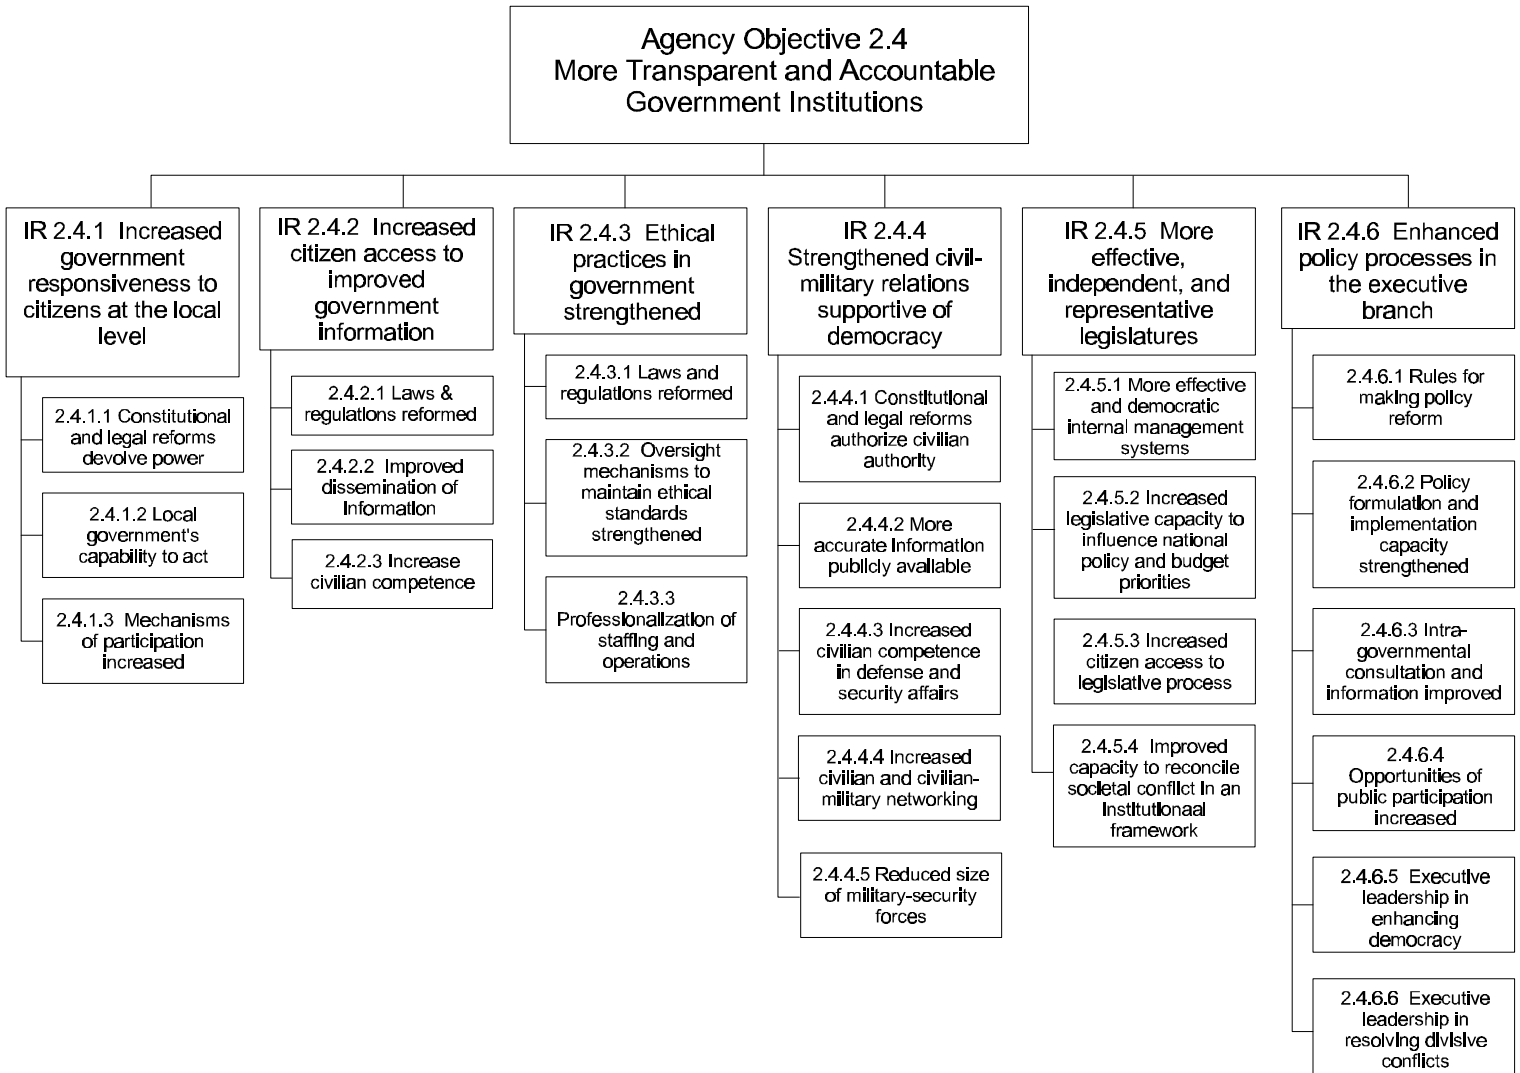 Agency Objective 2.4
More Transparent and Accountable
Government Institutions
IR 2.4.1 Increased
government
responsiveness to
citizens at the local
level
2.4.1.1 Constitutional
and legal reforms
devolve power
2.4.1.2 Local
government's
capability to act
2.4.1.3 Mechanisms
of participation
increased
IR 2.4.2 Increased
citizen access to
improved
government
information
2.4.2.1 Laws &
regulations reformed
2.4.2.2 Improved
dissemination of
Information
2.4.2.3 Increase
civilian competence
IR 2.4.3 Ethical
practices in
government
strengthened
2.4.3.1 Laws and
regulations reformed
2.4.3.2 Oversight
mechanisms to
maintain ethical
standards
strengthened
2.4.3.3
Professionalization of
staffing and
operations
IR 2.4.4
Strengthened civil-
military relations
supportive of
democracy
2.4.4.1 Constitutional
and legal reforms
authorize civilian
authority
2.4.4.2 More
accurate Information
publicly available
2.4.4.3 Increased
civilian competence
in defense and
security affairs
2.4.4.4 Increased
civilian and civilian-
military networking
2.4.4.5 Reduced size
of military-security
forces
IR 2.4.5 More
effective,
independent, and
representative
legislatures
2.4.5.1 More effective
and democratic
internal management
systems
2.4.5.2 Increased
legislative capacity to
influence national
policy and budget
priorities
2.4.5.3 Increased
citizen access to
legislative process
2.4.5.4 Improved
capacity to reconcile
societal conflict in an
Institutionaal
framework
IR 2.4.6 Enhanced
policy processes in
the executive
branch
2.4.6.1 Rules for
making policy
reform
2.4.6.2 Policy
formulation and
implementation
capacity
strengthened
2.4.6.3 Intra-
governmental
consultation and
information improved
2.4.6.4
Opportunities of
public participation
increased
2.4.6.5 Executive
leadership in
enhancing
democracy
2.4.6.6 Executive
leadership in
resolving divisive
conflicts